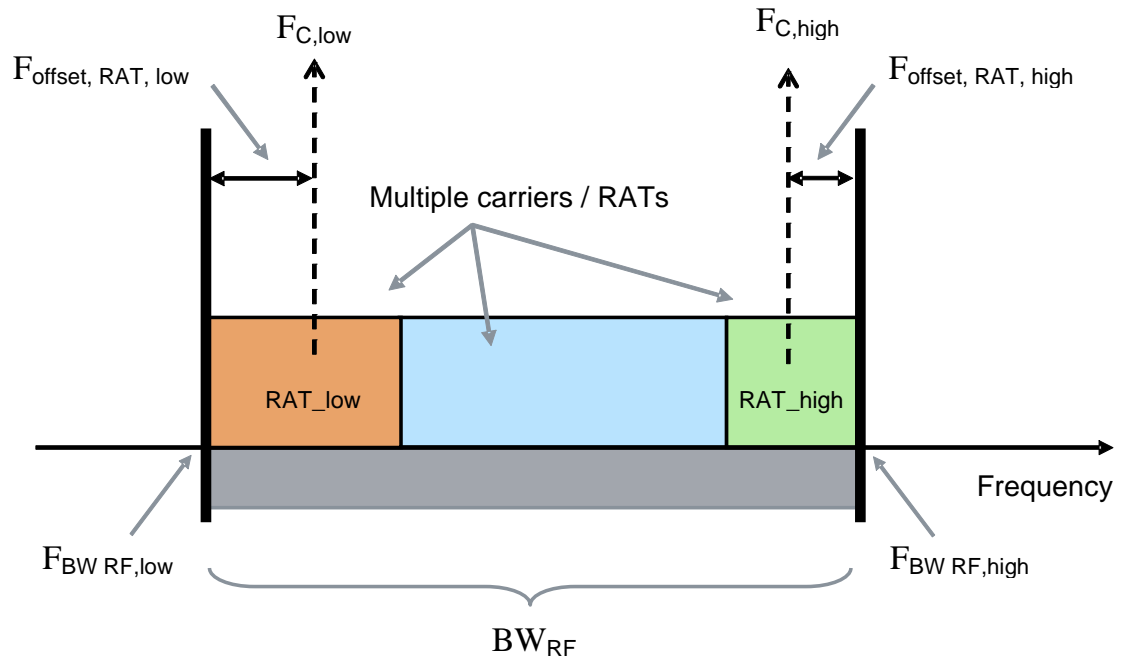 F_C,low
F_C,high
F_offset, RAT, low
F_offset, RAT, high
Multiple carriers / RATs
RAT_low
RAT_high
Frequency
F_BW RF,low
F_BW RF,high
BW_RF